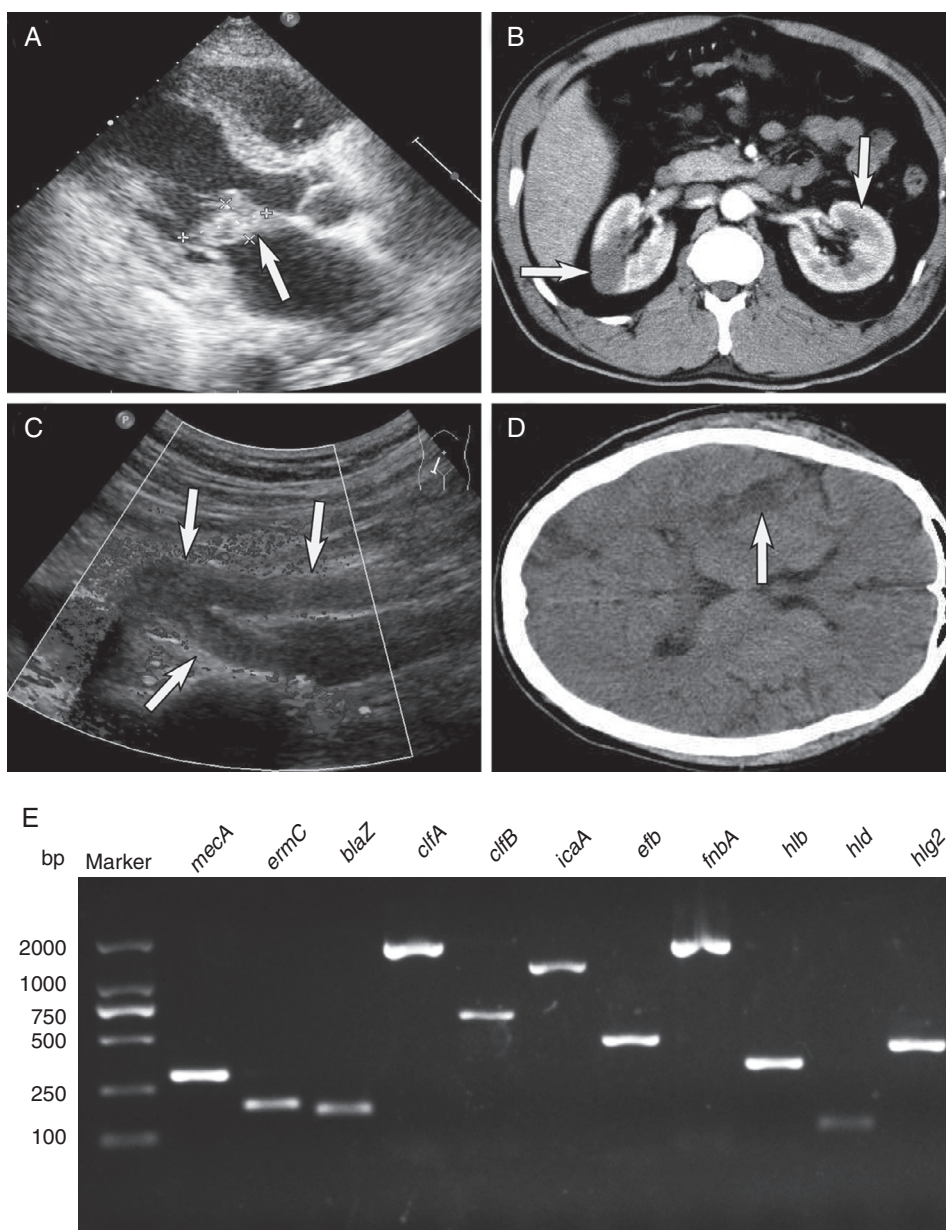 A
P
B
C
P
D
E
bp Marker mecA ermC blaZ clfA clfB icaA efb fnbA hlb hld hlg2
2000
1000
750
500
250
100